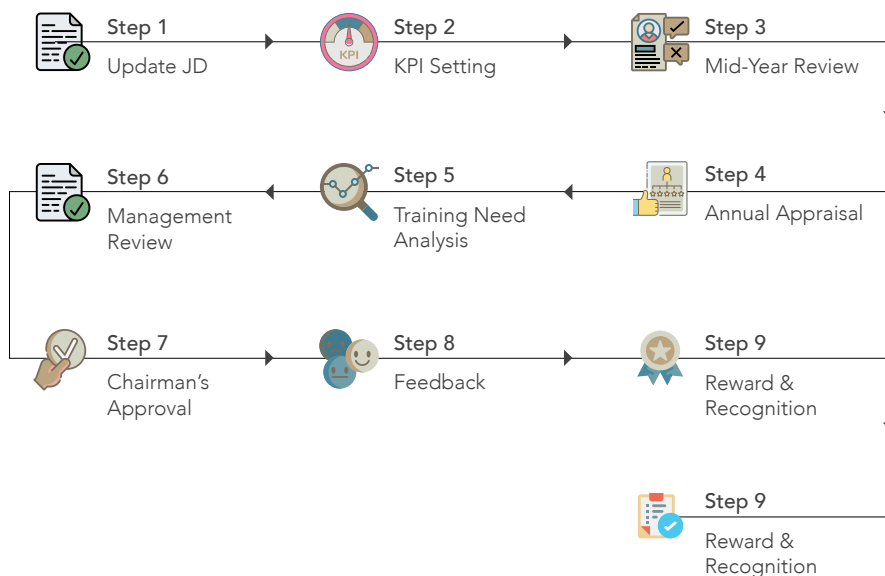 Step 1
Update JD
Step 2
KPI
KPI Setting
Step 3
Mid-Year Review
Step 6
Management
Review
Step 5
Training Need
Analysis
Step 4
Annual Appraisal
Step 7
Chairman's
Approval
Step 8
Feedback
Step 9
Reward &
Recognition
Step 9
Reward &
Recognition